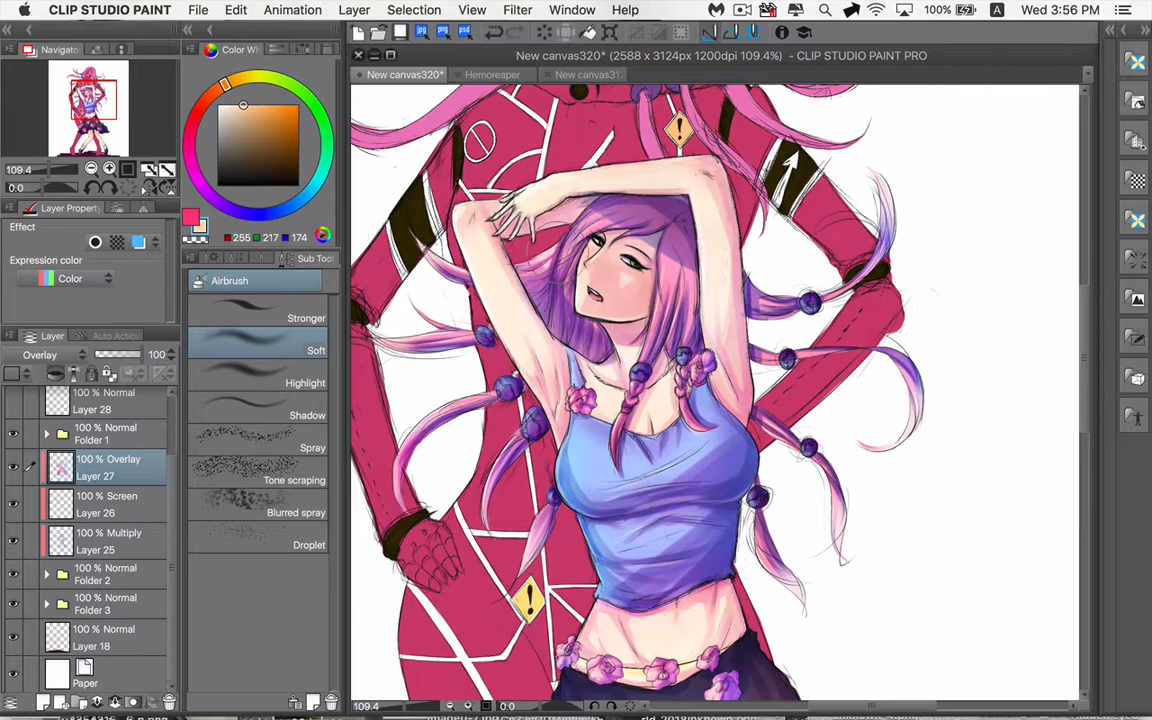 CLIP STUDIO PAINT File Edit Animation Layer Selection View Filter Window Help 100% A Wed 3:56 PM
New canvas320* (2588 x 3124px 1200dpi 109.4%) - CLIP STUDIO PAINT PRO
Navigato
Color W
New canvas320* Hemoreaper New canvas31
109.4
0.0
Layer Property
Effect
Expression color
Color
255 217 174
Sub Tool
Airbrush
Stronger
Soft
Highlight
Shadow
Spray
Tone scraping
Blurred spray
Droplet
Layer Auto Action
Overlay 100
100 % Normal
Layer 28
100 % Normal
Folder 1
100 % Overlay
Layer 27
100 % Screen
Layer 26
100 % Multiply
Layer 25
100 % Normal
Folder 2
100 % Normal
Folder 3
100 % Normal
Layer 18
Paper
!
!
109.4 0.0